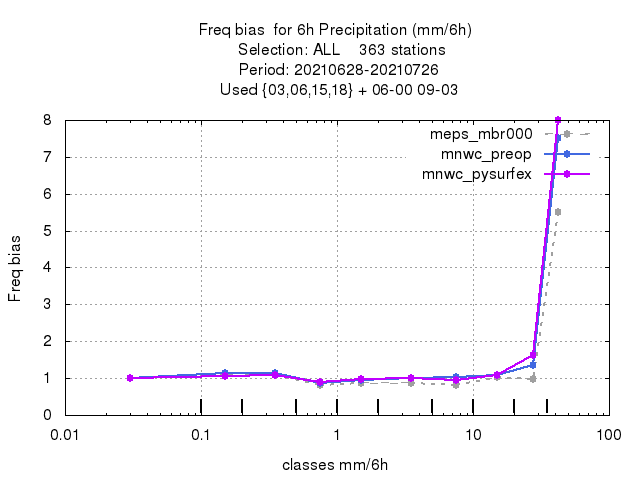 Freq bias  for 6h Precipitation (mm/6h)
Selection: ALL    363 stations
Period: 20210628-20210726
Used {03,06,15,18} + 06-00 09-03
meps_mbr000
mnwc_preop
mnwc_pysurfex
Freq bias
8
7
6
5
4
3
2
1
0
0.01 0.1 1 10 100
classes mm/6h